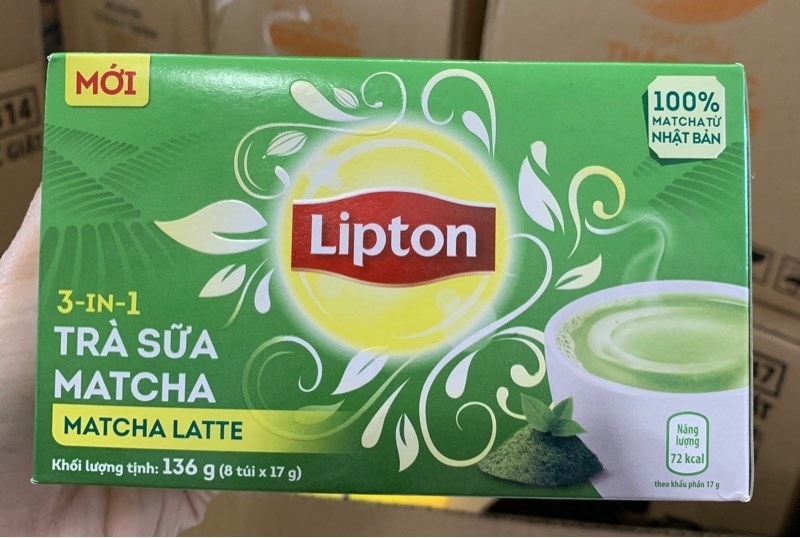 MỚI
100%
MATCHA TỪ
NHẬT BẢN
Lipton
3-IN-1
TRÀ SỮA
MATCHA
MATCHA LATTE
Khối lượng tịnh: 136 g (8 túi x 17 g)
Năng
lượng
72 kcal
theo khẩu phần 17 g